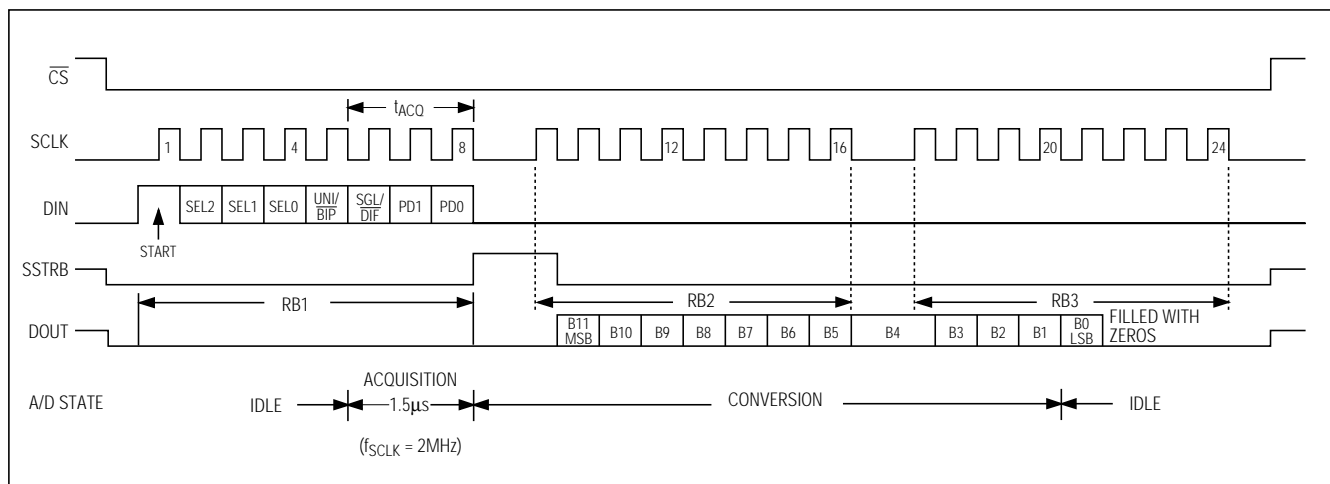 CS
tACQ
SCLK 1 4 8 12 16 20 24
DIN SEL2 SEL1 SEL0 UNI/BIP SGL/DIF PD1 PD0
START
SSTRB
RB1 RB2 RB3
DOUT B11 MSB B10 B9 B8 B7 B6 B5 B4 B3 B2 B1 B0 LSB FILLED WITH ZEROS
A/D STATE IDLE ACQUISITION 1.5μs CONVERSION IDLE
(fSCLK = 2MHz)